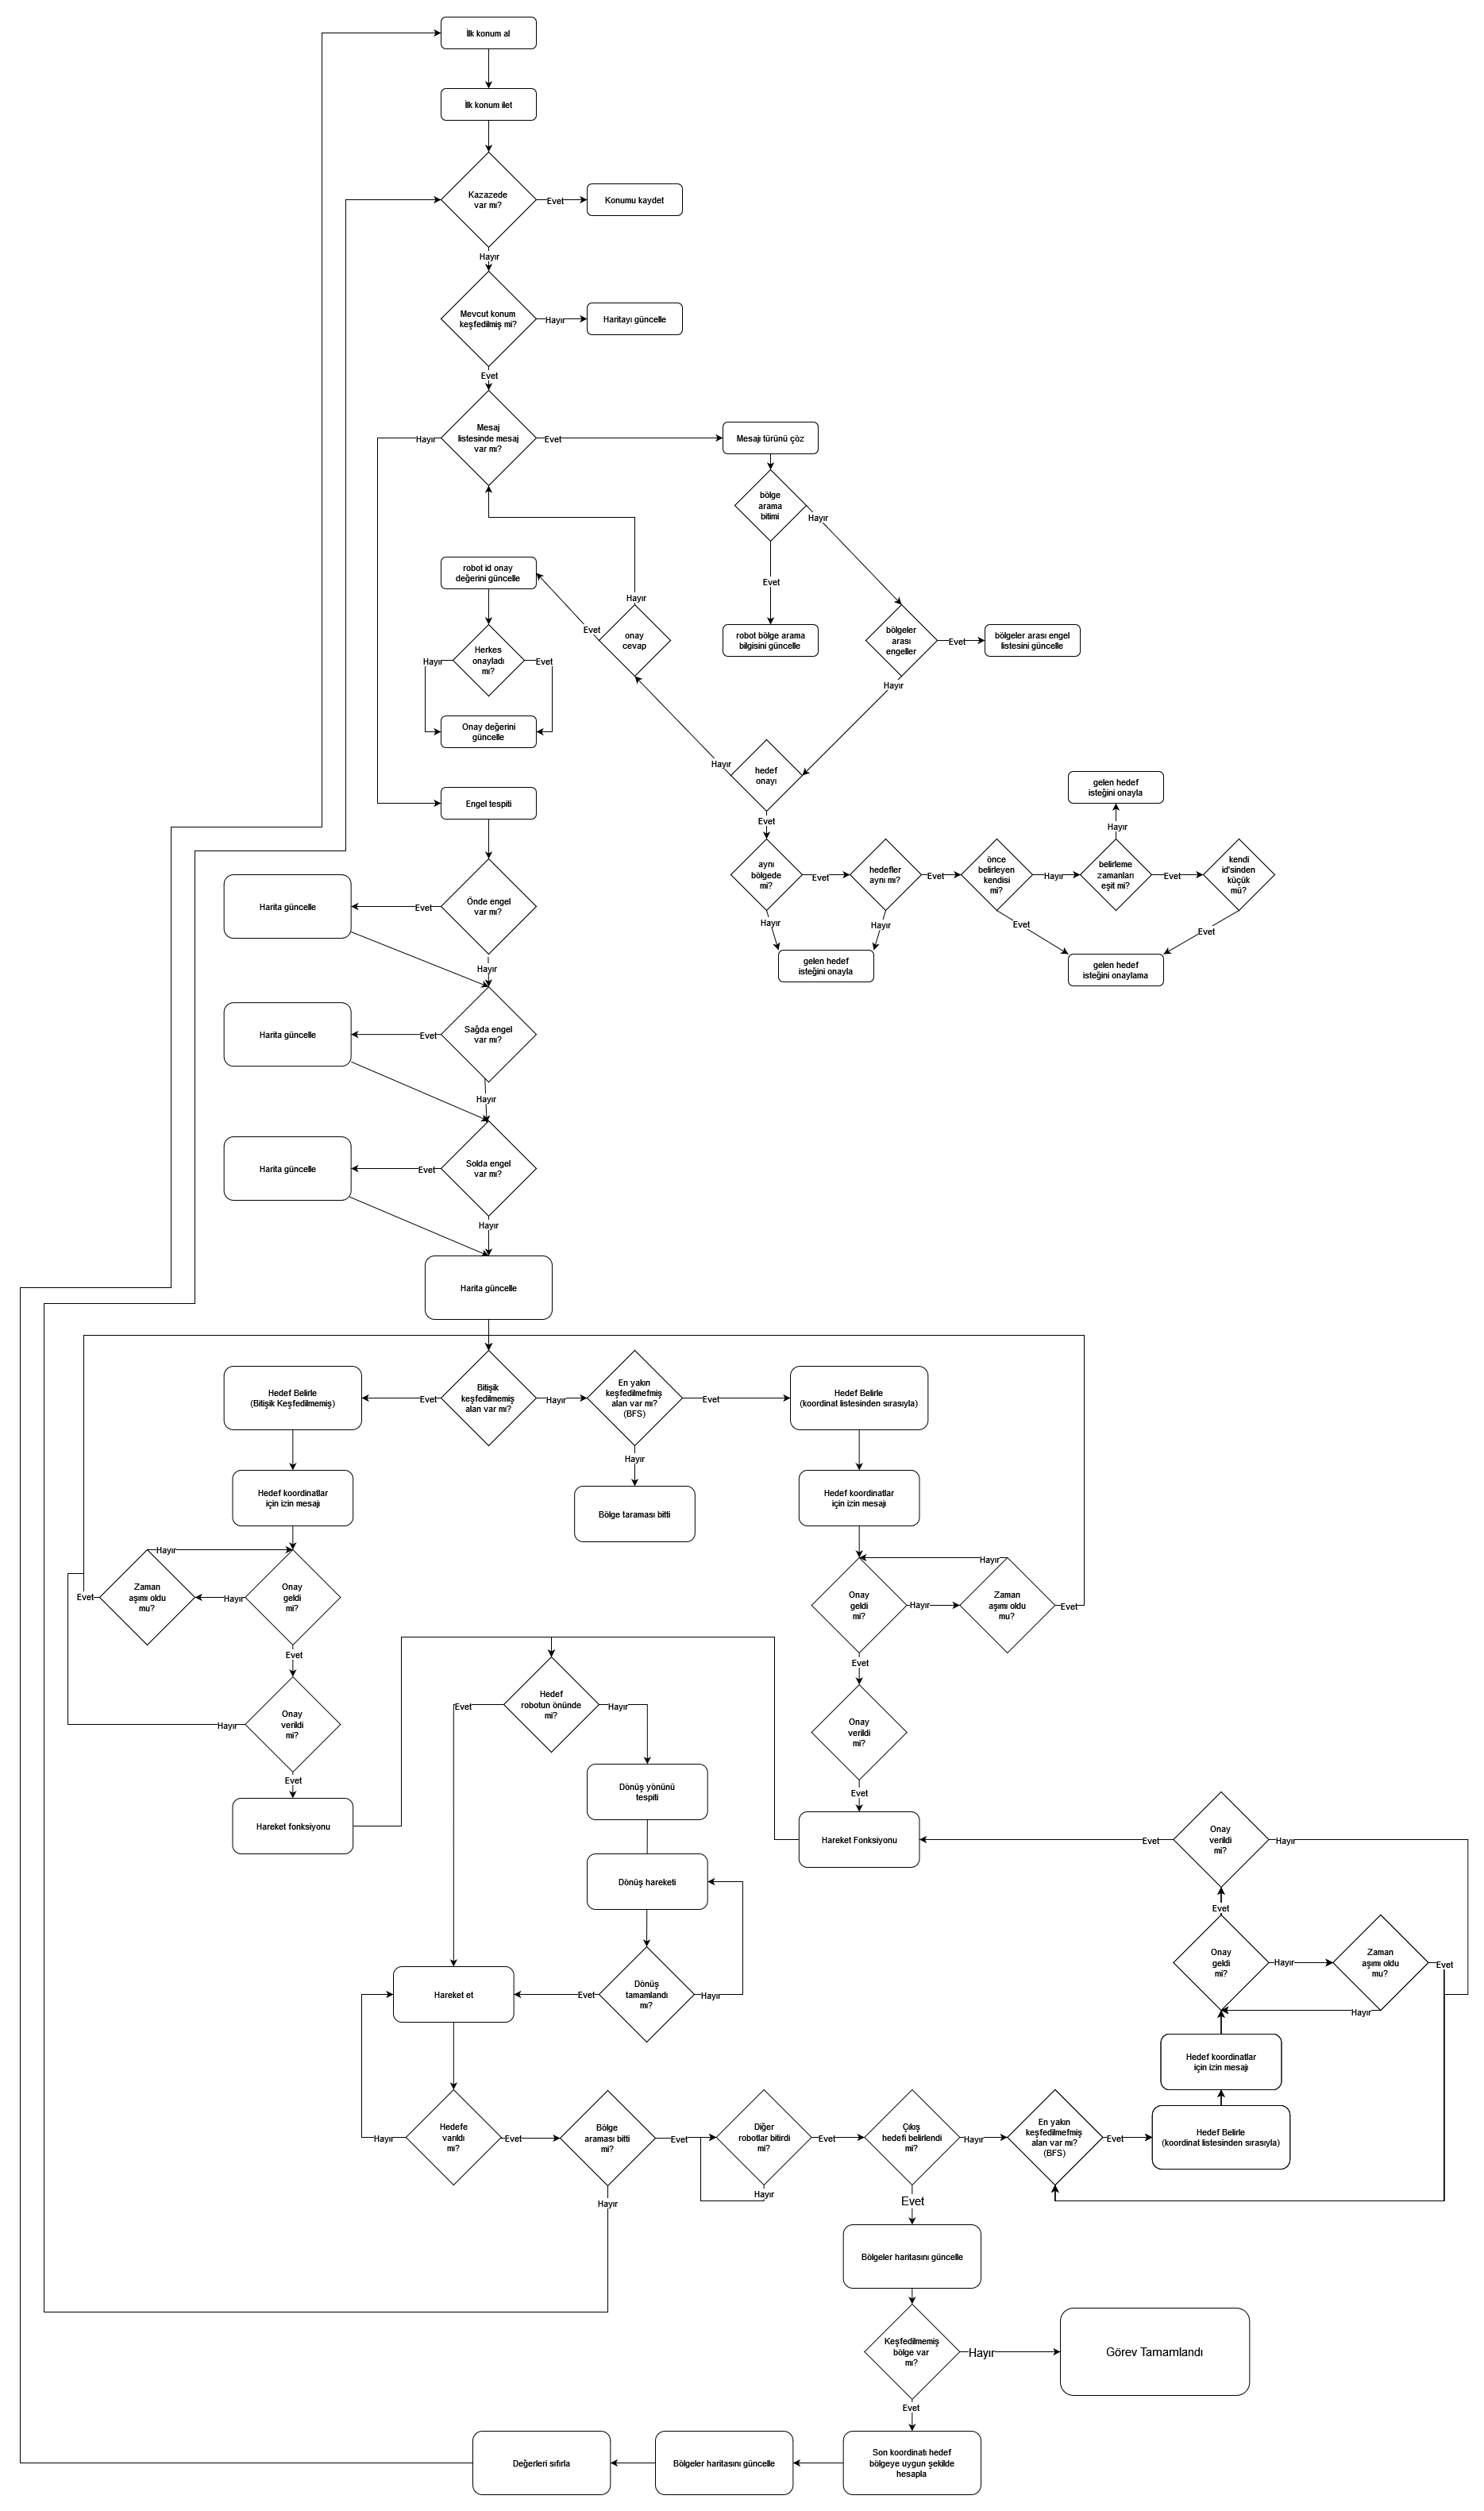 İlk konum al
İlk konum ilet
Kazazede
var mı?
Evet
Konumu kaydet
Hayır
Mevcut konum
keşfedilmiş mi?
Hayır
Haritayı güncelle
Evet
Mesaj
listesinde mesaj
var mı?
Hayır
Evet
Mesajı türünü çöz
bölge
arama
bitimi
Hayır
Evet
robot id onay
değerini güncelle
Hayır
Evet
onay
cevap
robot bölge arama
bilgisini güncelle
bölgeler
arası
engeller
Evet
bölgeler arası engel
listesini güncelle
Herkes
onayladı
mı?
Hayır
Evet
Hayır
Onay değerini
güncelle
Hayır
hedef
onayı
Evet
gelen hedef
isteğini onayla
Hayır
Engel tespiti
aynı
bölgede
mi?
Evet
hedefler
aynı mı?
Evet
önce
belirleyen
kendisi
mi?
Hayır
belirleme
zamanları
eşit mi?
Evet
kendi
id'sinden
küçük
mü?
Hayır
Hayır
Evet
Evet
gelen hedef
isteğini onayla
gelen hedef
isteğini onaylama
Harita güncelle
Evet
Önde engel
var mı?
Hayır
Harita güncelle
Evet
Sağda engel
var mı?
Hayır
Harita güncelle
Evet
Solda engel
var mı?
Hayır
Harita güncelle
Hedef Belirle
(Bitişik Keşfedilmemiş)
Evet
Bitişik
keşfedilmemiş
alan var mı?
Hayır
En yakın
keşfedilmefmiş
alan var mı?
(BFS)
Evet
Hedef Belirle
(koordinat listesinden sırasıyla)
Hayır
Hedef koordinatlar
için izin mesajı
Bölge taraması bitti
Hedef koordinatlar
için izin mesajı
Hayır
Evet
Zaman
aşımı oldu
mu?
Hayır
Onay
geldi
mi?
Evet
Hayır
Onay
geldi
mi?
Hayır
Zaman
aşımı oldu
mu?
Evet
Evet
Hayır
Onay
verildi
mi?
Evet
Evet
Hedef
robotun önünde
mi?
Hayır
Onay
verildi
mi?
Evet
Hareket fonksiyonu
Dönüş yönünü
tespiti
Hareket Fonksiyonu
Evet
Onay
verildi
mi?
Hayır
Dönüş hareketi
Evet
Onay
geldi
mi?
Hayır
Zaman
aşımı oldu
mu?
Evet
Hayır
Hareket et
Evet
Dönüş
tamamlandı
mı?
Hayır
Hedef koordinatlar
için izin mesajı
Hayır
Hedefe
varıldı
mı?
Evet
Bölge
araması bitti
mi?
Evet
Diğer
robotlar bitirdi
mi?
Evet
Çıkış
hedefi belirlendi
mi?
Hayır
En yakın
keşfedilmefmiş
alan var mı?
(BFS)
Evet
Hedef Belirle
(koordinat listesinden sırasıyla)
Hayır
Hayır
Evet
Bölgeler haritasını güncelle
Keşfedilmemiş
bölge var
mı?
Hayır
Görev Tamamlandı
Evet
Değerleri sıfırla
Bölgeler haritasını güncelle
Son koordinatı hedef
bölgeye uygun şekilde
hesapla